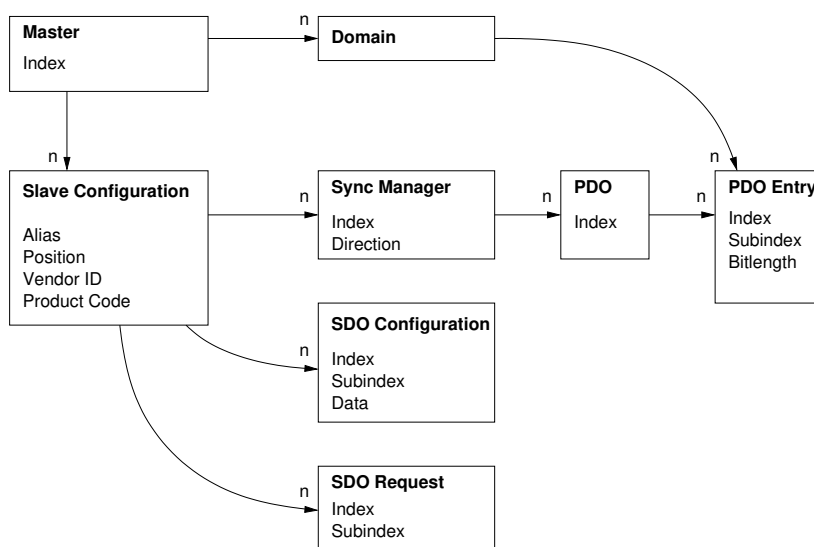 Master
Index
n
Domain
n
n
Slave Configuration
Alias
Position
Vendor ID
Product Code
n
Sync Manager
Index
Direction
n
PDO
Index
n
PDO Entry
Index
Subindex
Bitlength
n
SDO Configuration
Index
Subindex
Data
n
SDO Request
Index
Subindex